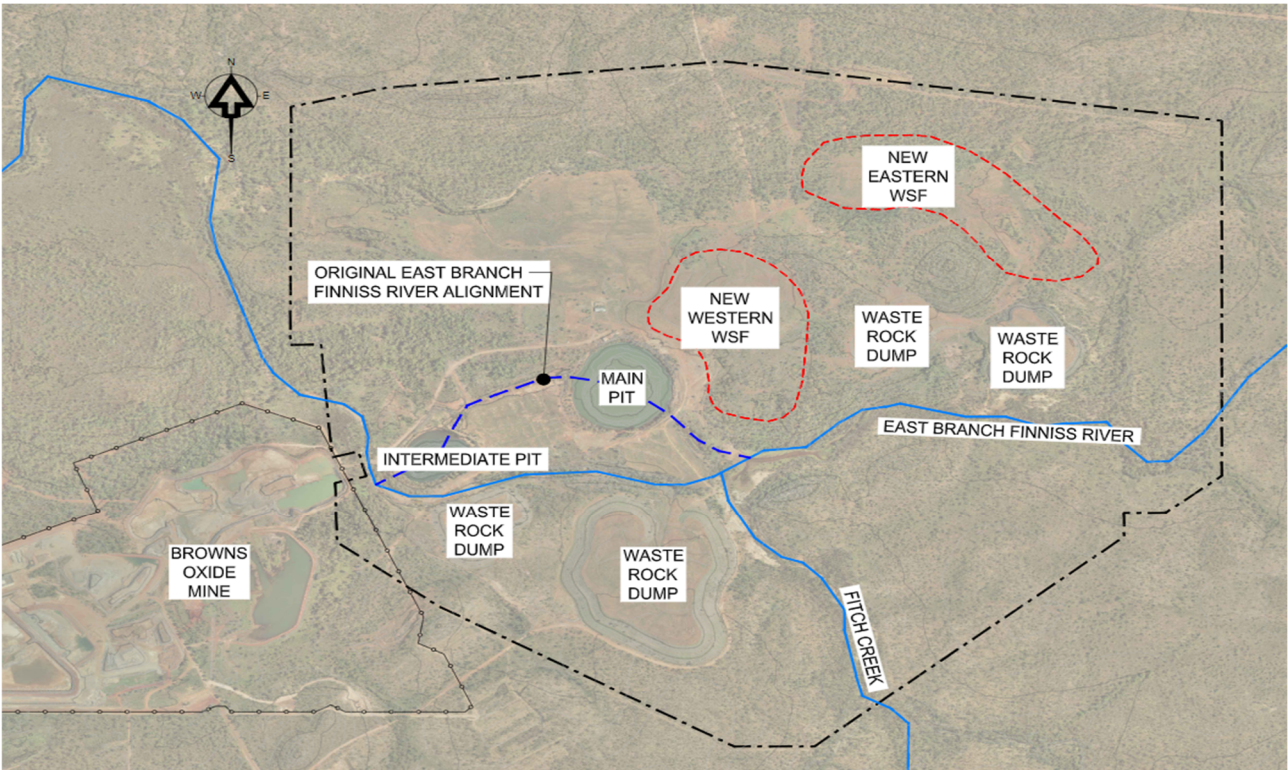 N
W E
S
NEW
EASTERN
WSF
ORIGINAL EAST BRANCH
FINNISS RIVER ALIGNMENT
NEW
WESTERN
WSF
WASTE
ROCK
DUMP
WASTE
ROCK
DUMP
MAIN
PIT
EAST BRANCH FINNISS RIVER
INTERMEDIATE PIT
WASTE
ROCK
DUMP
BROWNS
OXIDE
MINE
WASTE
ROCK
DUMP
FITCH CREEK